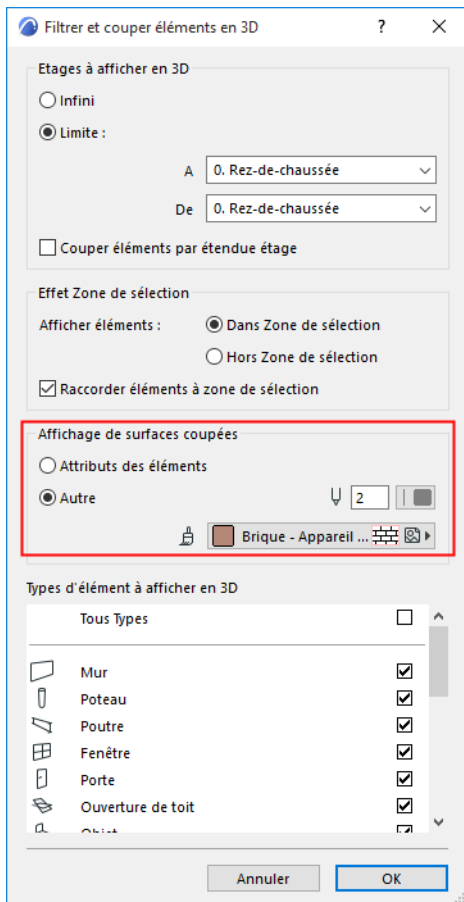 Filtrer et couper éléments en 3D
Etages à afficher en 3D
Infini
Limite :
A 0. Rez-de-chaussée
De 0. Rez-de-chaussée
Couper éléments par étendue étage
Effet Zone de sélection
Afficher éléments : Dans Zone de sélection
Hors Zone de sélection
Raccorder éléments à zone de sélection
Affichage de surfaces coupées
Attributs des éléments
Autre 2
Brique - Appareil ...
Types d'élément à afficher en 3D
Tous Types
Mur
Poteau
Poutre
Fenêtre
Porte
Ouverture de toit
Annuler OK